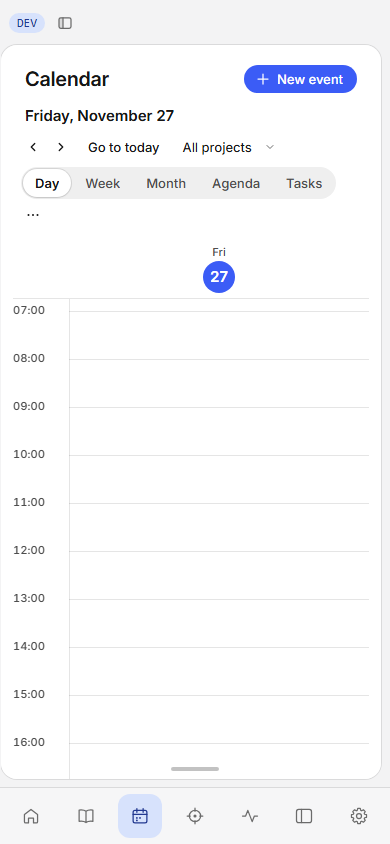 DEV
Calendar
+ New event
Friday, November 27
Go to today All projects
Day Week Month Agenda Tasks
...
Fri
27
07:00
08:00
09:00
10:00
11:00
12:00
13:00
14:00
15:00
16:00